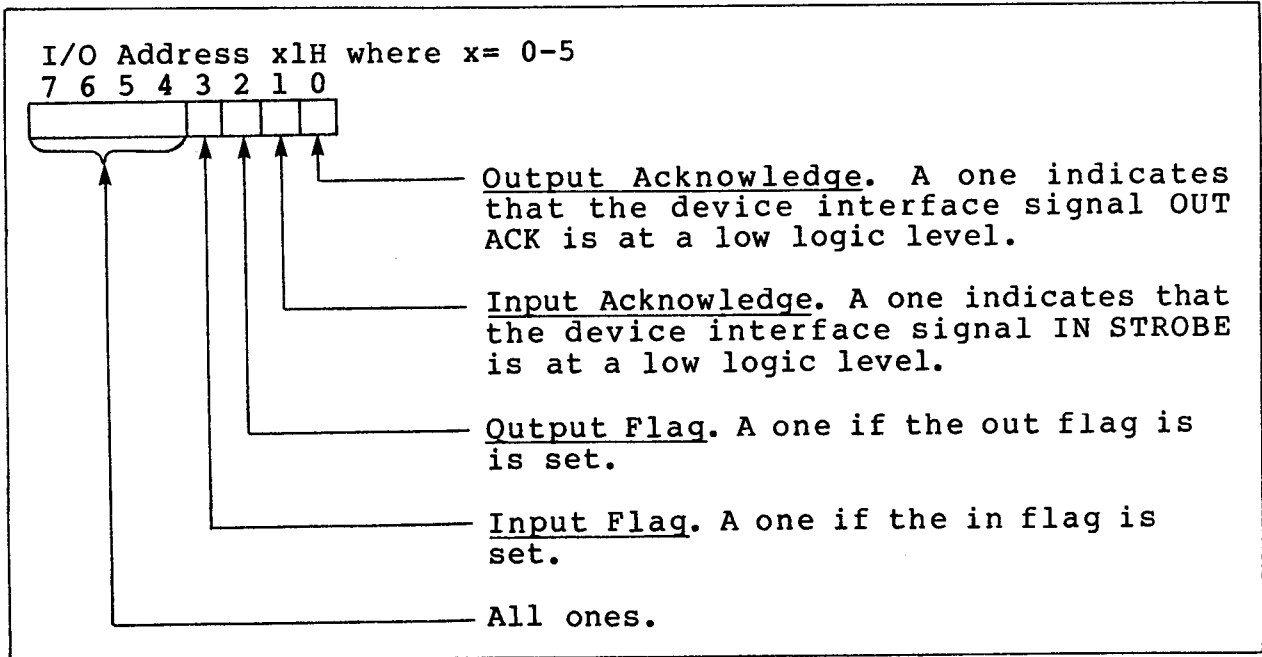 I/O Address x1H where x= 0-5
7 6 5 4 3 2 1 0
Output Acknowledge. A one indicates
that the device interface signal OUT
ACK is at a low logic level.
Input Acknowledge. A one indicates that
the device interface signal IN STROBE
is at a low logic level.
Output Flag. A one if the out flag is
is set.
Input Flag. A one if the in flag is
set.
All ones.